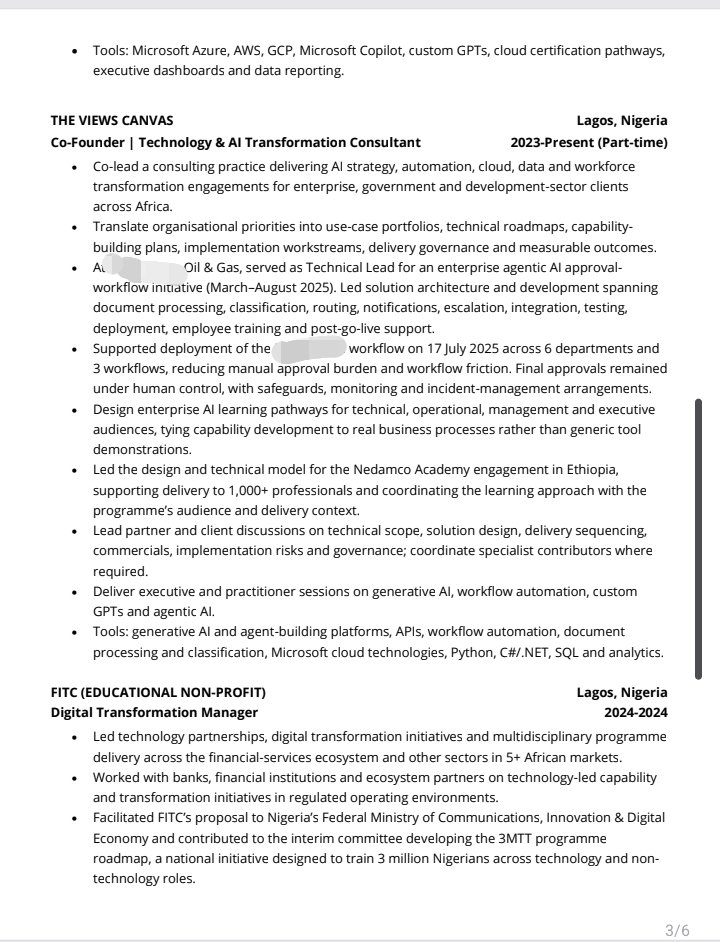 • Tools: Microsoft Azure, AWS, GCP, Microsoft Copilot, custom GPTs, cloud certification pathways,
executive dashboards and data reporting.
THE VIEWS CANVAS Lagos, Nigeria
Co-Founder | Technology & AI Transformation Consultant 2023-Present (Part-time)
• Co-lead a consulting practice delivering AI strategy, automation, cloud, data and workforce
transformation engagements for enterprise, government and development-sector clients
across Africa.
• Translate organisational priorities into use-case portfolios, technical roadmaps, capability-
building plans, implementation workstreams, delivery governance and measurable outcomes.
• Oil & Gas, served as Technical Lead for an enterprise agentic AI approval-
workflow initiative (March–August 2025). Led solution architecture and development spanning
document processing, classification, routing, notifications, escalation, integration, testing,
deployment, employee training and post-go-live support.
• Supported deployment of the workflow on 17 July 2025 across 6 departments and
3 workflows, reducing manual approval burden and workflow friction. Final approvals remained
under human control, with safeguards, monitoring and incident-management arrangements.
• Design enterprise AI learning pathways for technical, operational, management and executive
audiences, tying capability development to real business processes rather than generic tool
demonstrations.
• Led the design and technical model for the Nedamco Academy engagement in Ethiopia,
supporting delivery to 1,000+ professionals and coordinating the learning approach with the
programme’s audience and delivery context.
• Lead partner and client discussions on technical scope, solution design, delivery sequencing,
commercials, implementation risks and governance; coordinate specialist contributors where
required.
• Deliver executive and practitioner sessions on generative AI, workflow automation, custom
GPTs and agentic AI.
• Tools: generative AI and agent-building platforms, APIs, workflow automation, document
processing and classification, Microsoft cloud technologies, Python, C#/.NET, SQL and analytics.
FITC (EDUCATIONAL NON-PROFIT) Lagos, Nigeria
Digital Transformation Manager 2024-2024
• Led technology partnerships, digital transformation initiatives and multidisciplinary programme
delivery across the financial-services ecosystem and other sectors in 5+ African markets.
• Worked with banks, financial institutions and ecosystem partners on technology-led capability
and transformation initiatives in regulated operating environments.
• Facilitated FITC’s proposal to Nigeria’s Federal Ministry of Communications, Innovation & Digital
Economy and contributed to the interim committee developing the 3MTT programme
roadmap, a national initiative designed to train 3 million Nigerians across technology and non-
technology roles.
3/6